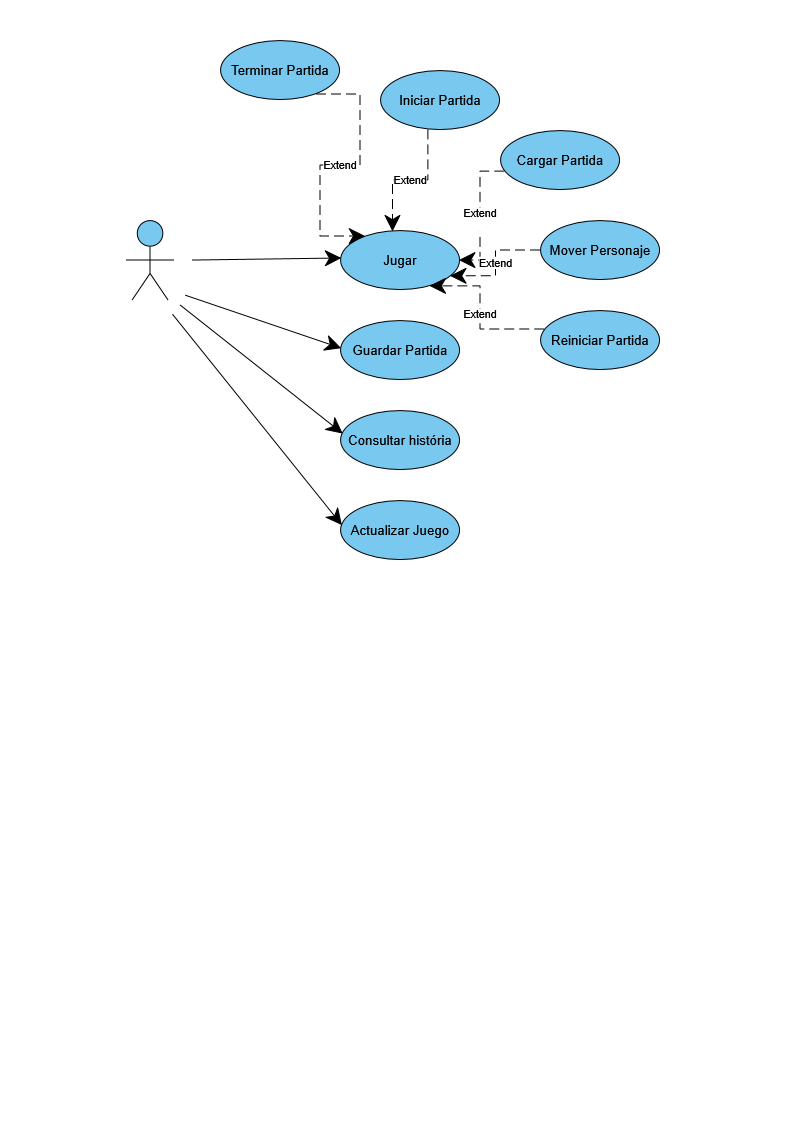 Terminar Partida
Iniciar Partida
Cargar Partida
Extend
Extend
Extend
Mover Personaje
Jugar
Extend
Extend
Reiniciar Partida
Guardar Partida
Consultar história
Actualizar Juego